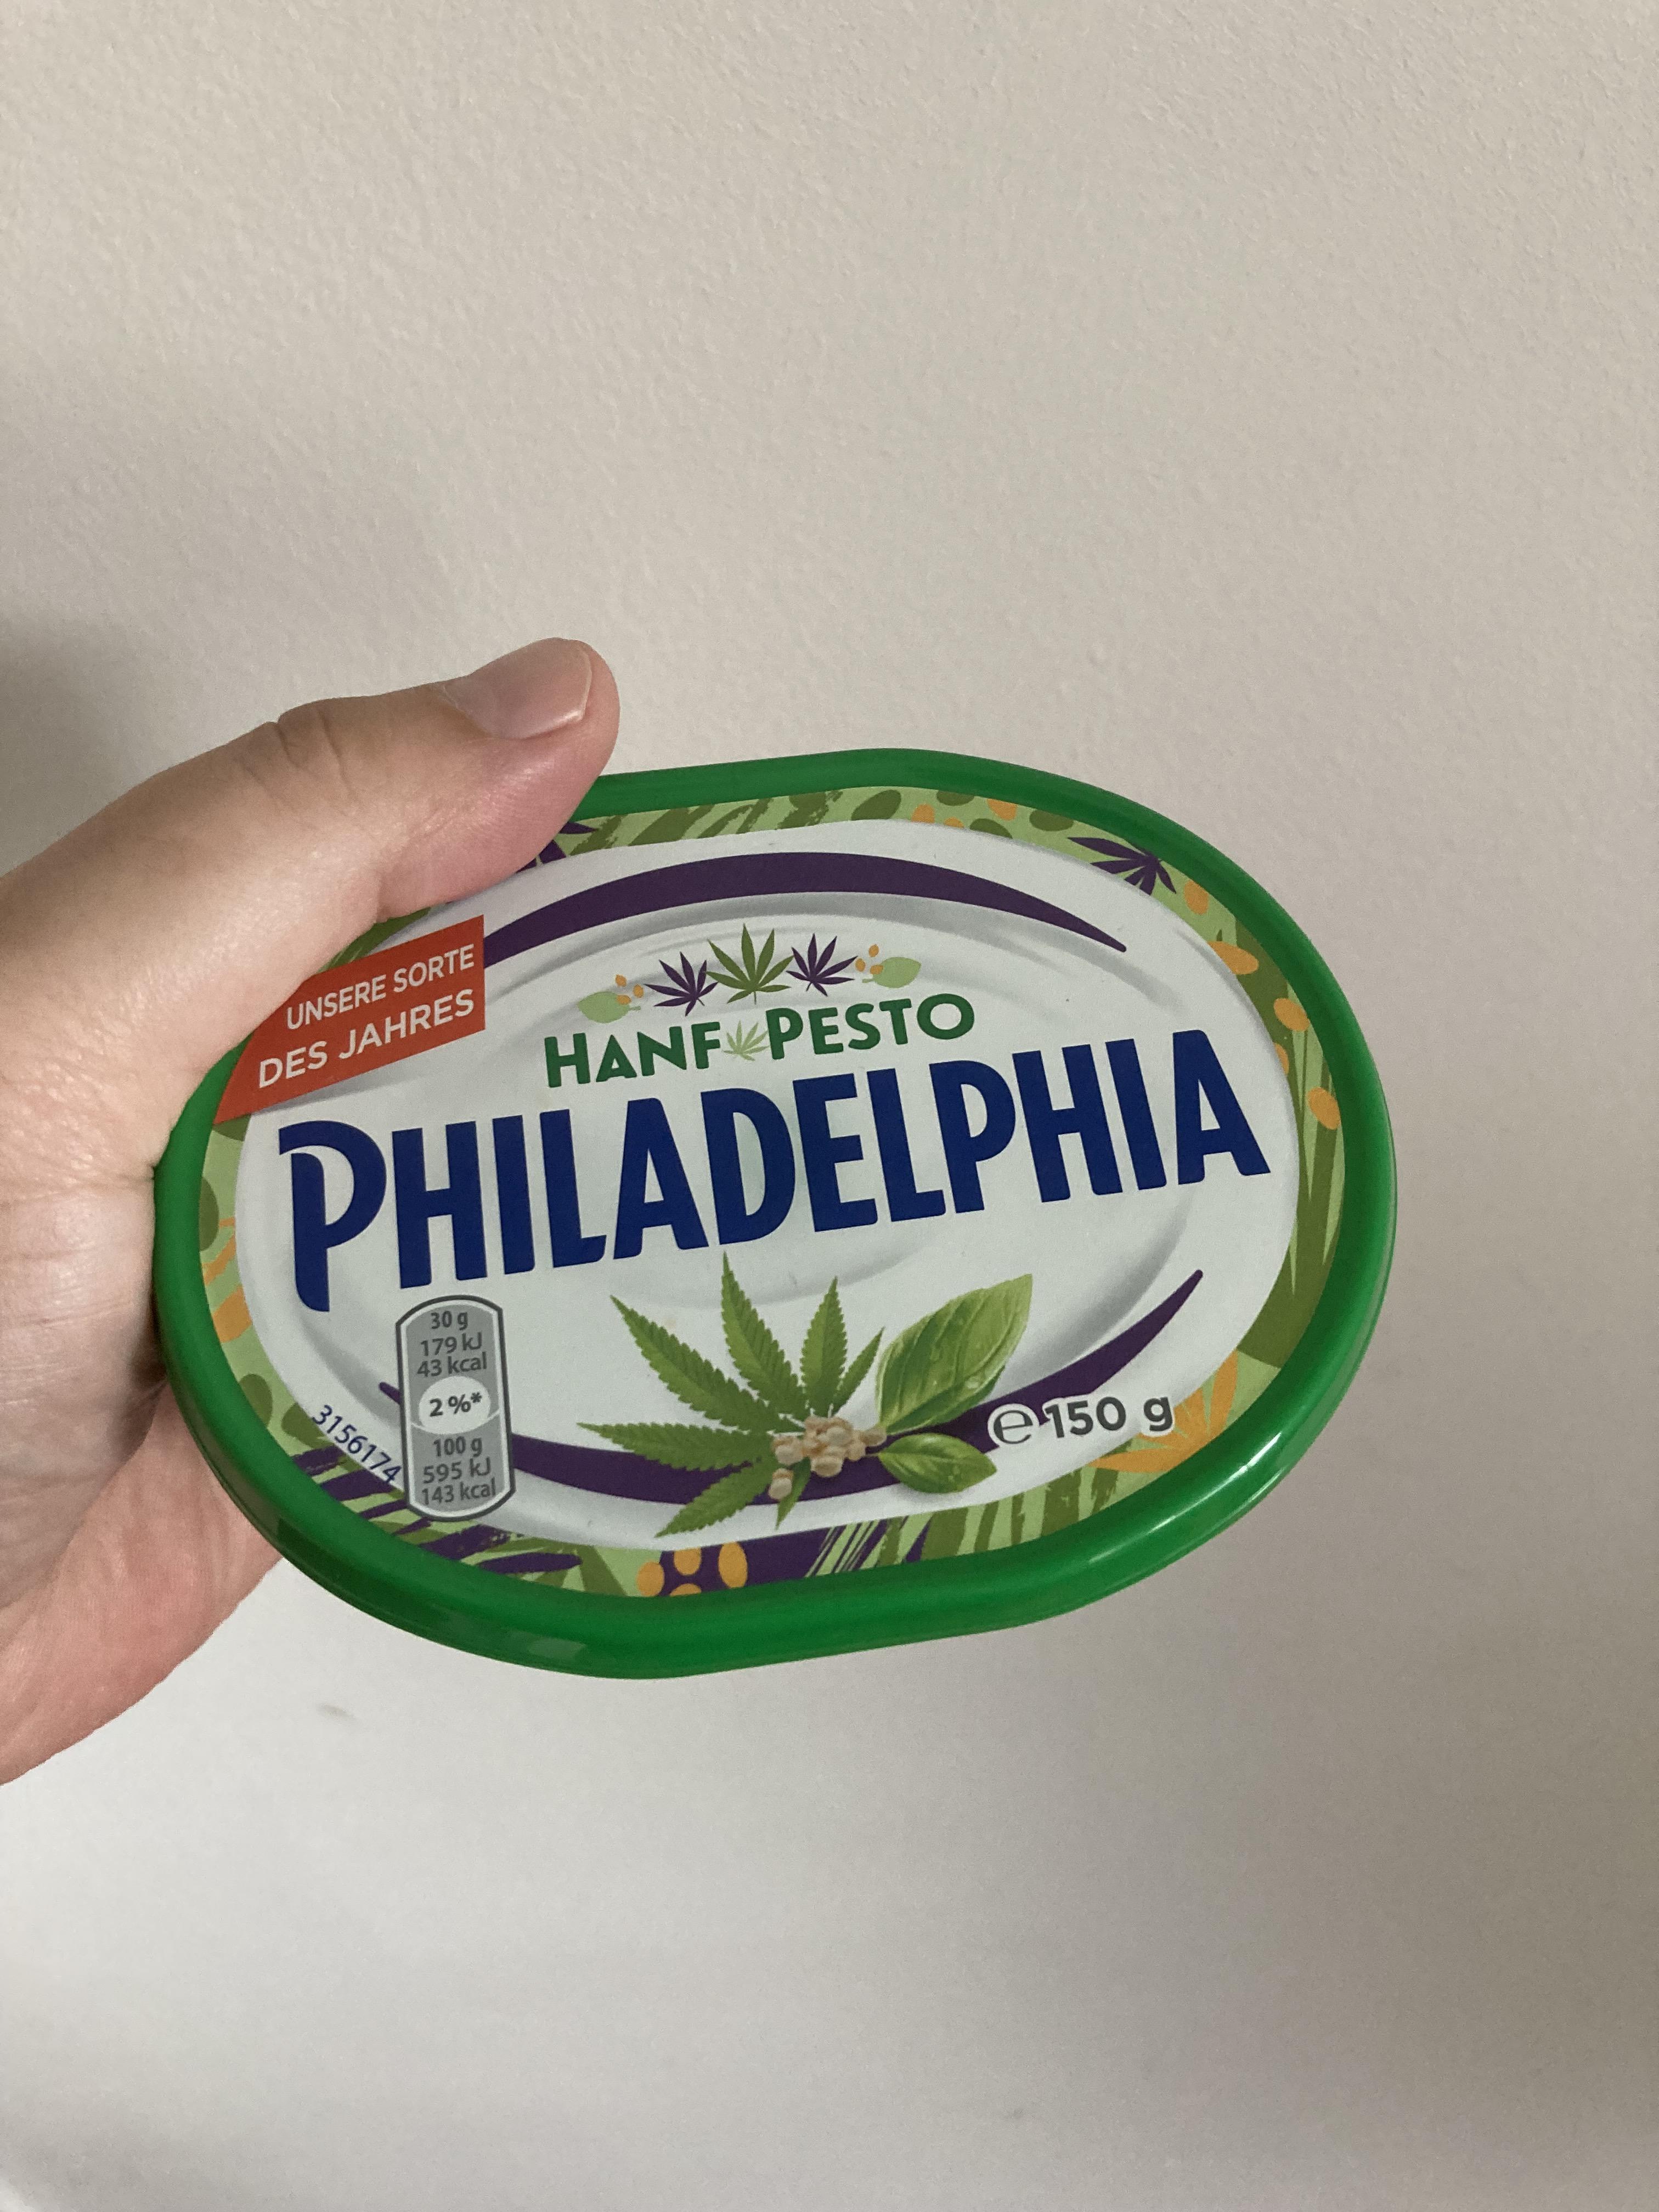 UNSERE SORTE
DES JAHRES
HANF PESTO
PHILADELPHIA
30 g
179 kJ
43 kcal
2 %*
100 g
595 kJ
143 kcal
3156174
e 150 g